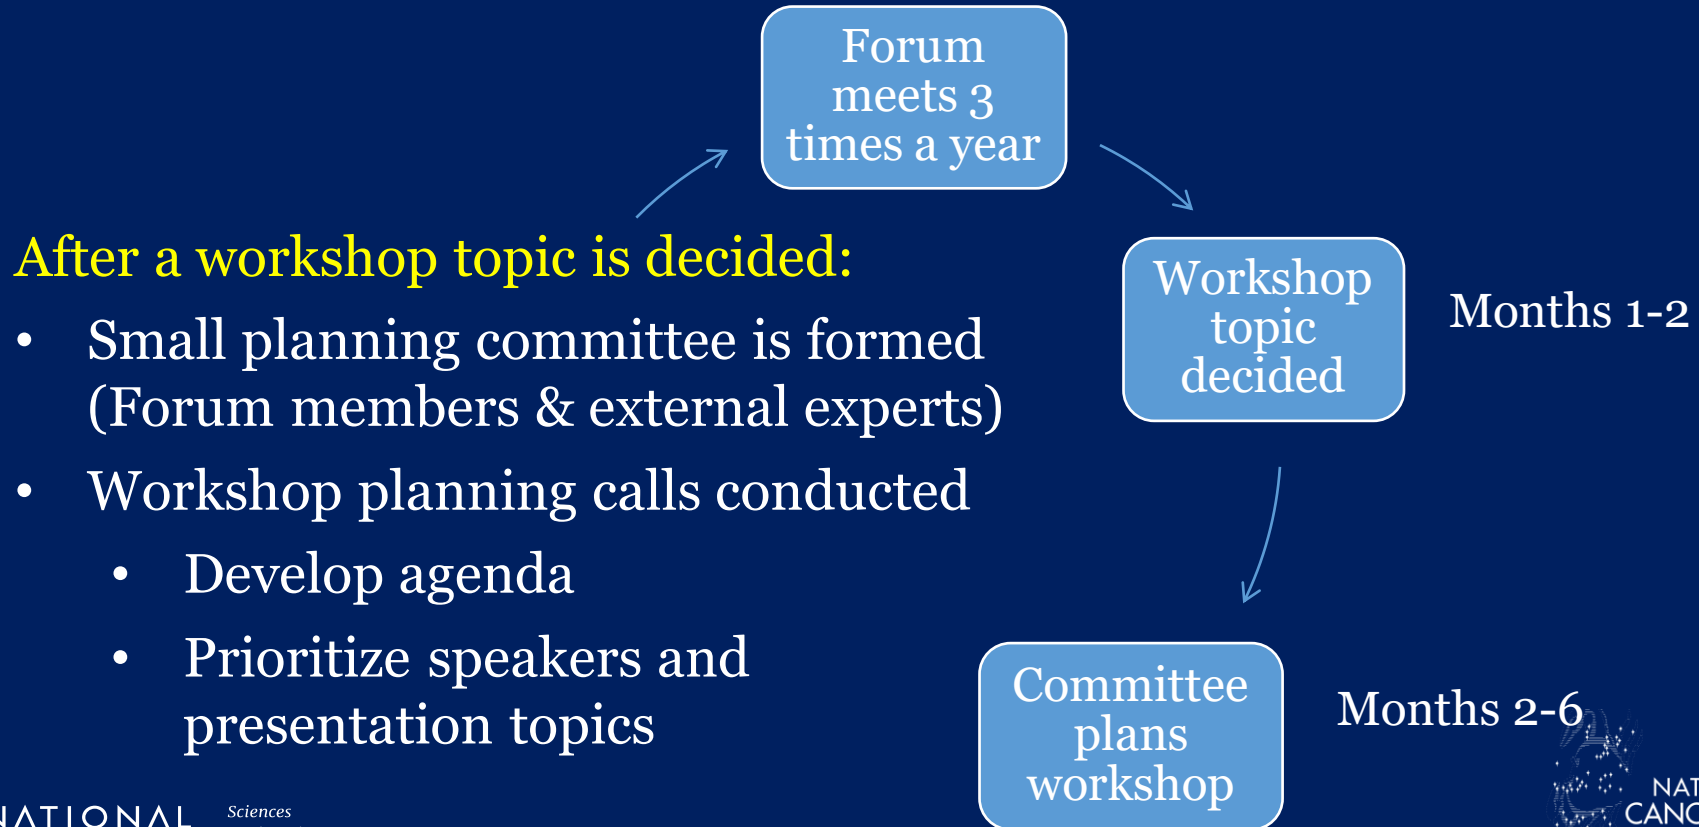 Forum
meets 3
times a year
After a workshop topic is decided:
• Small planning committee is formed
(Forum members & external experts)
• Workshop planning calls conducted
• Develop agenda
• Prioritize speakers and
presentation topics
Workshop
topic
decided
Months 1-2
Committee
plans
workshop
Months 2-6
NATIONAL
Sciences